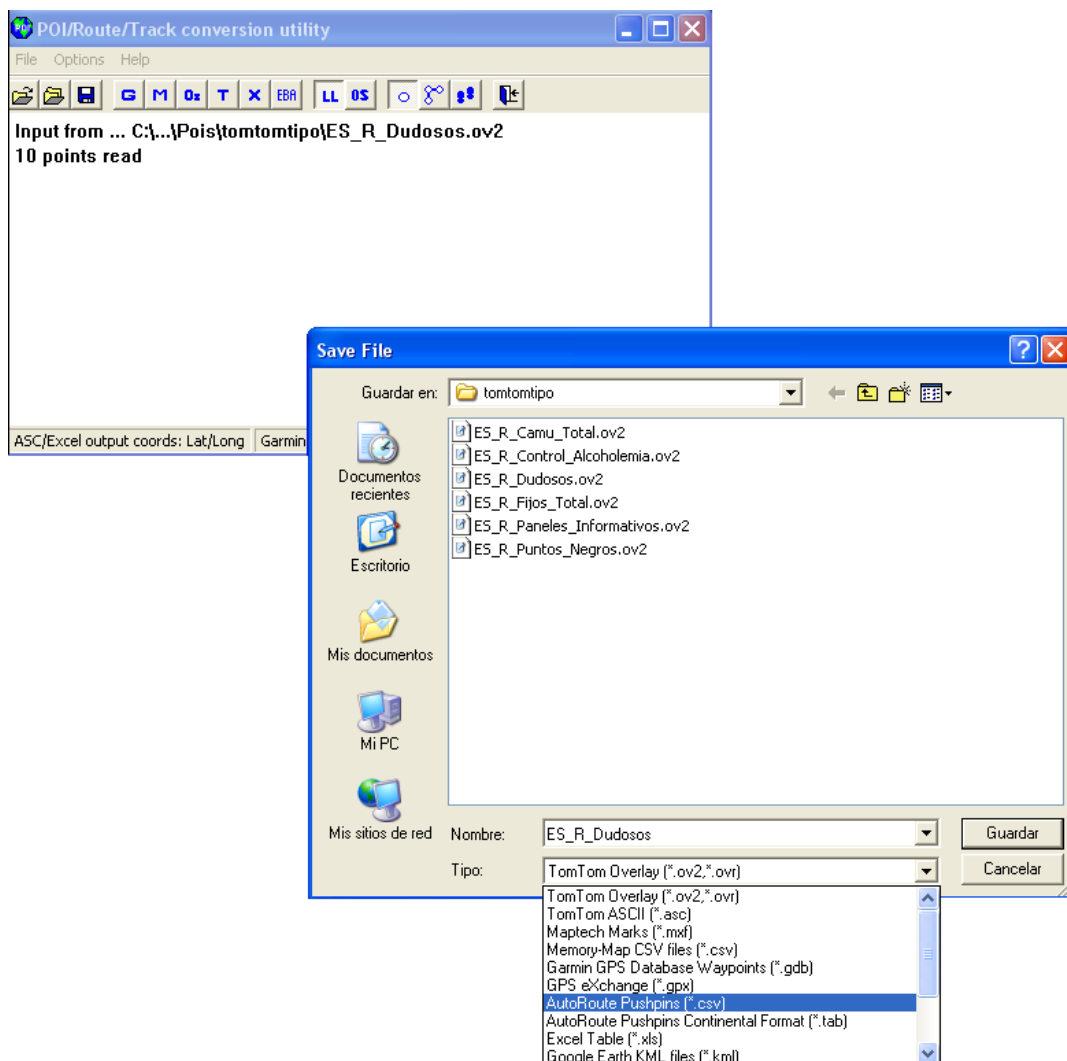 POI/Route/Track conversion utility
File Options Help
G M Oz T X EBA LL OS
Input from ... C:\...\Pois\tomtomtipo\ES_R_Dudosos.ov2
10 points read
ASC/Excel output coords: Lat/Long Garmin
Save File
Guardar en: tomtomtipo
ES_R_Camu_Total.ov2
ES_R_Control_Alcoholemia.ov2
ES_R_Dudosos.ov2
ES_R_Fijos_Total.ov2
ES_R_Paneles_Informativos.ov2
ES_R_Puntos_Negros.ov2
Documentos
recientes
Escritorio
Mis documentos
Mi PC
Mis sitios de red
Nombre: ES_R_Dudosos Guardar
Tipo: TomTom Overlay (*.ov2,*.ovr) Cancelar
TomTom Overlay (*.ov2,*.ovr)
TomTom ASCII (*.asc)
Maptech Marks (*.mxf)
Memory-Map CSV files (*.csv)
Garmin GPS Database Waypoints (*.gdb)
GPS eXchange (*.gpx)
AutoRoute Pushpins (*.csv)
AutoRoute Pushpins Continental Format (*.tab)
Excel Table (*.xls)
Google Earth KML files (*.kml)